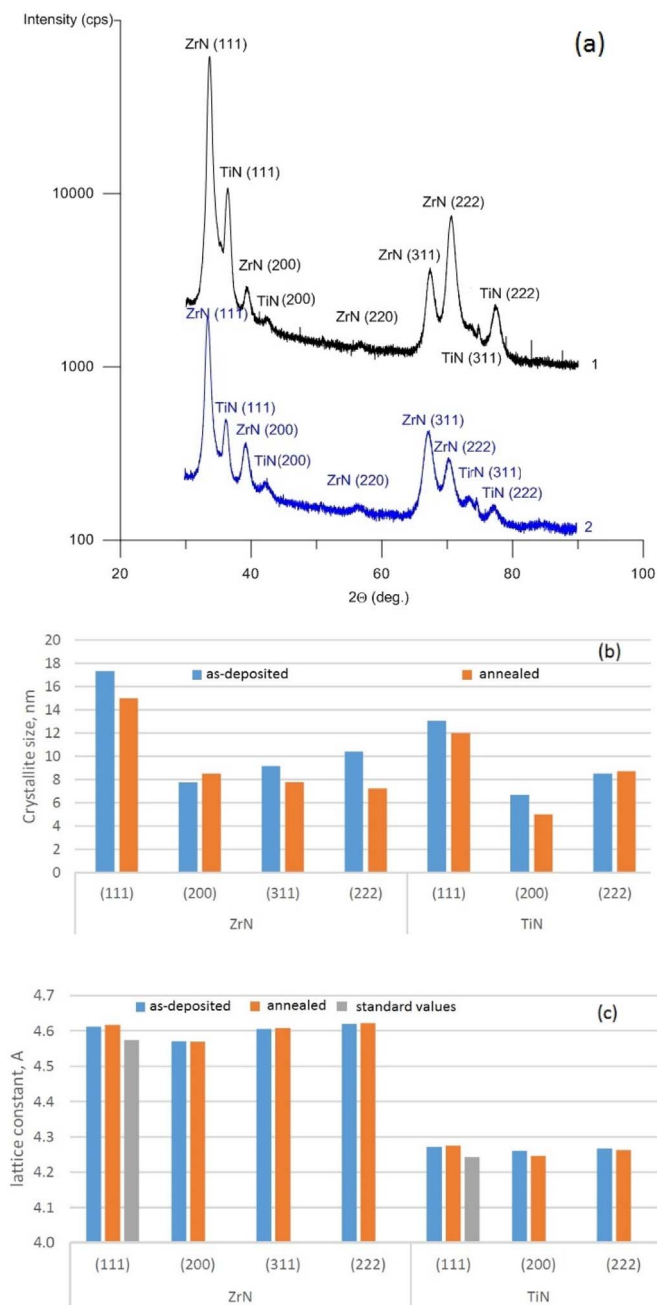 Intensity (cps)
(a)
ZrN (111)
TiN (111)
10000
ZrN (222)
ZrN (311)
ZrN (200)
TiN (200)
TiN (222)
ZrN (111)
ZrN (220)
TiN (311)
1
1000
TiN (111)
ZrN (200)
ZrN (311)
ZrN (222)
TiN(200)
ZrN (220)
TirN (311)
TiN (222)
2
100
20 40 60 80 100
2Θ (deg.)
(b)
as-deposited annealed
Crystallite size, nm
20
18
16
14
12
10
8
6
4
2
0
(111) (200) (311) (222) (111) (200) (222)
ZrN TiN
(c)
as-deposited annealed standard values
lattice constant, A
4.7
4.6
4.5
4.4
4.3
4.2
4.1
4.0
(111) (200) (311) (222) (111) (200) (222)
ZrN TiN